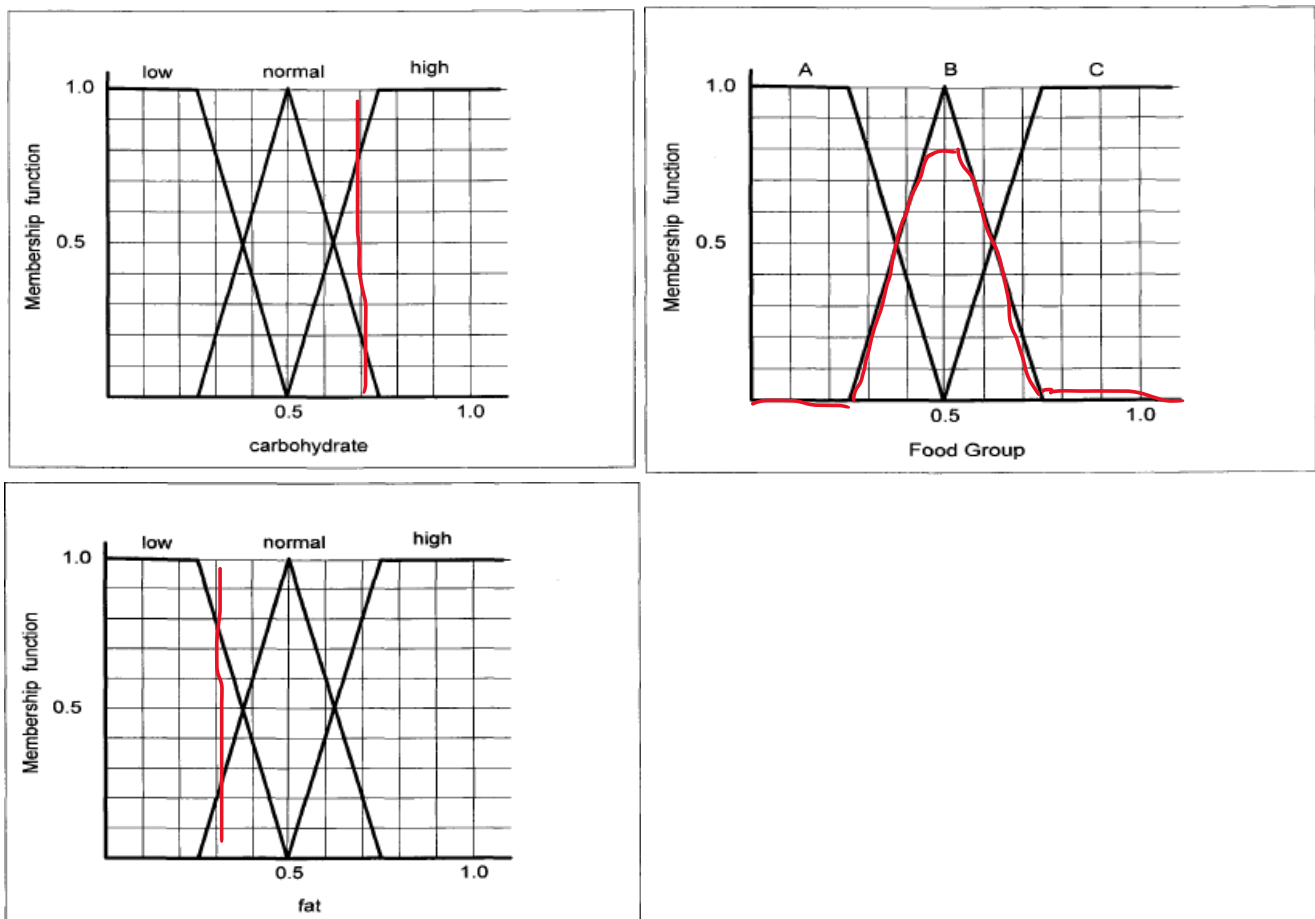 low normal high
1.0
Membership function
0.5
0.5 1.0
carbohydrate
A B C
1.0
Membership function
0.5
0.5 1.0
Food Group
low normal high
1.0
Membership function
0.5
0.5 1.0
fat